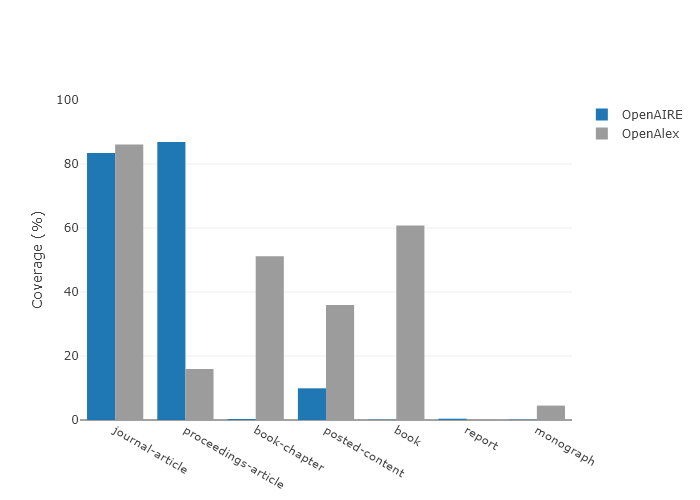 OpenAIRE
OpenAlex
Coverage (%)
100
80
60
40
20
0
journal-article
proceedings-article
book-chapter
posted-content
book
report
monograph